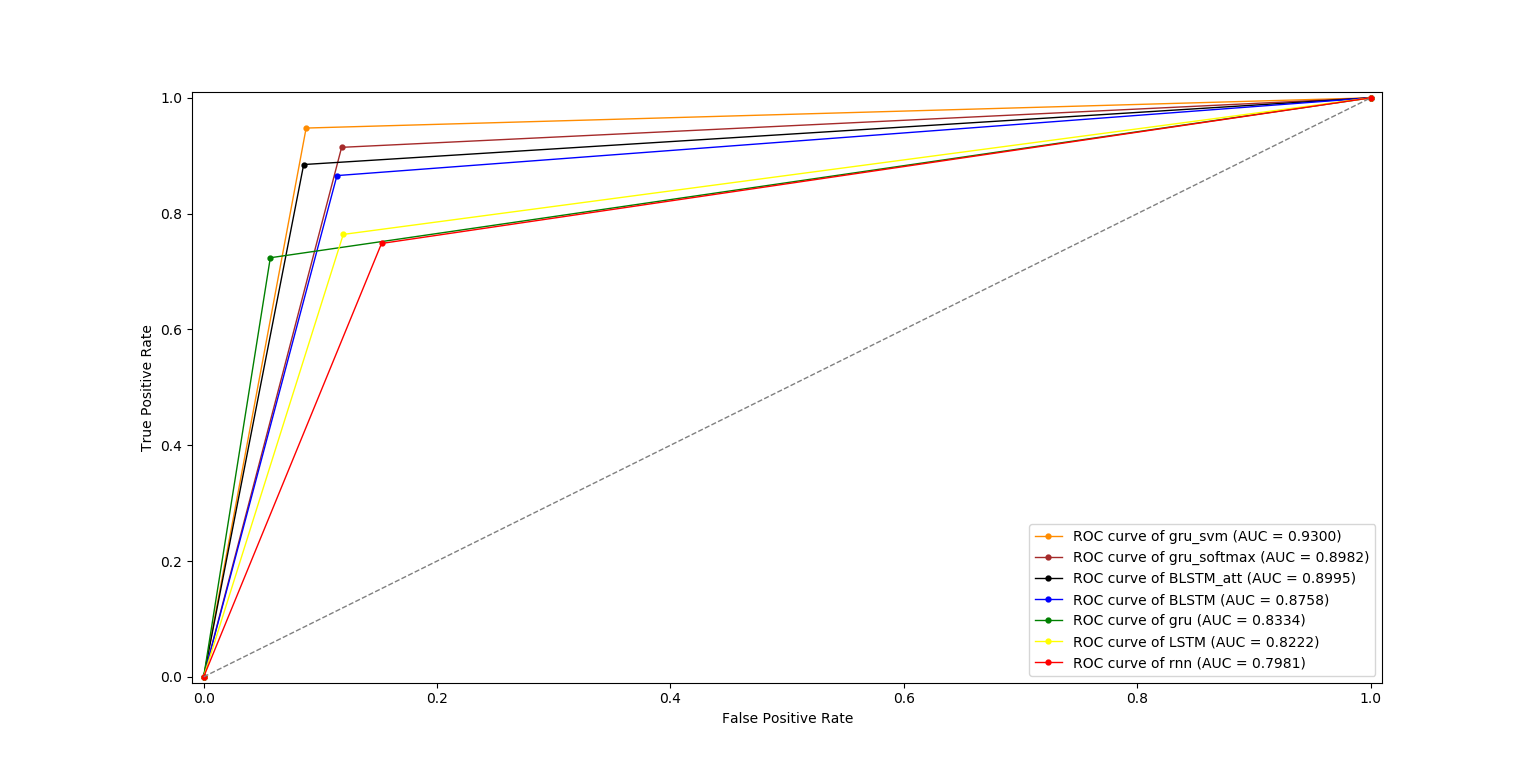 1.0
0.8
0.6
0.4
0.2
0.0
True Positive Rate
0.0 0.2 0.4 0.6 0.8 1.0
False Positive Rate
ROC curve of gru_svm (AUC = 0.9300)
ROC curve of gru_softmax (AUC = 0.8982)
ROC curve of BLSTM_att (AUC = 0.8995)
ROC curve of BLSTM (AUC = 0.8758)
ROC curve of gru (AUC = 0.8334)
ROC curve of LSTM (AUC = 0.8222)
ROC curve of rnn (AUC = 0.7981)